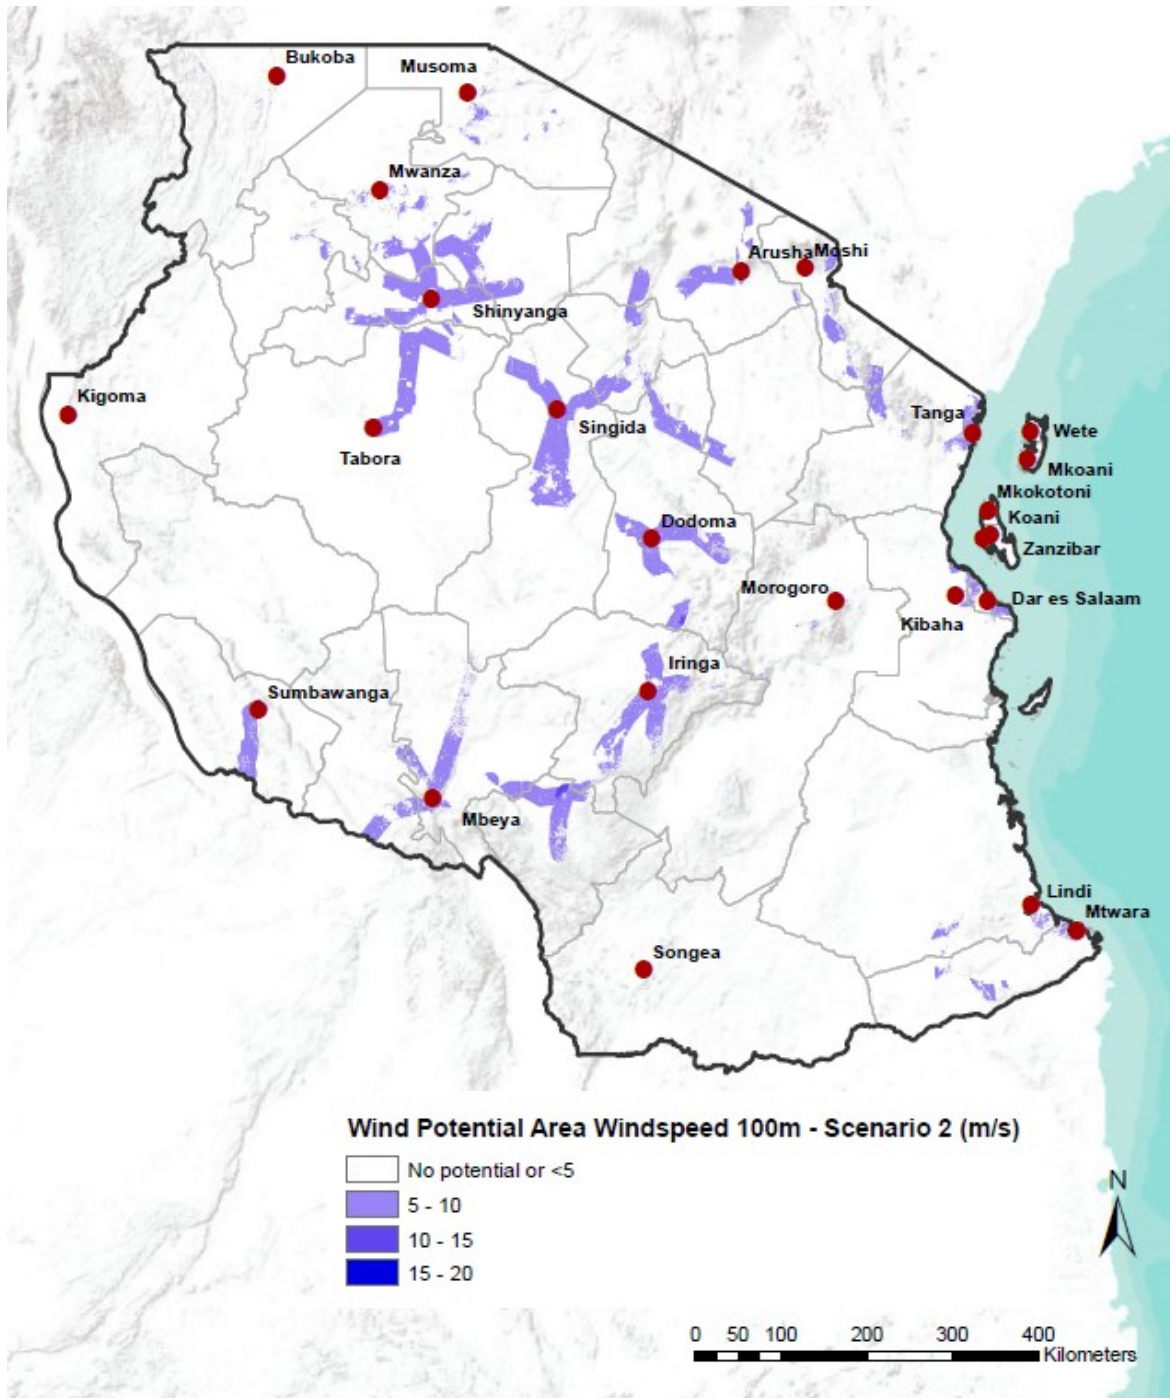 Bukoba
Musoma
Mwanza
Arusha
Moshi
Shinyanga
Kigoma
Singida
Tanga
Wete
Tabora
Mkoani
Mkokotoni
Koani
Dodoma
Zanzibar
Morogoro
Dar es Salaam
Kibaha
Iringa
Sumbawanga
Mbeya
Lindi
Mtwara
Songea
Wind Potential Area Windspeed 100m - Scenario 2 (m/s)
No potential or <5
5 - 10
10 - 15
15 - 20
N
0 50 100 200 300 400
Kilometers